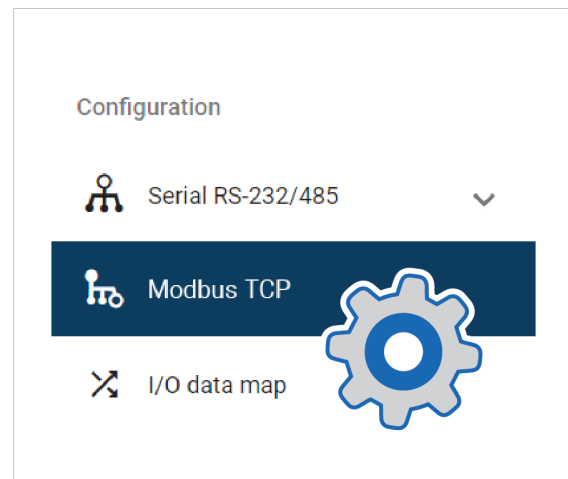 Configuration
Serial RS-232/485
Modbus TCP
I/O data map